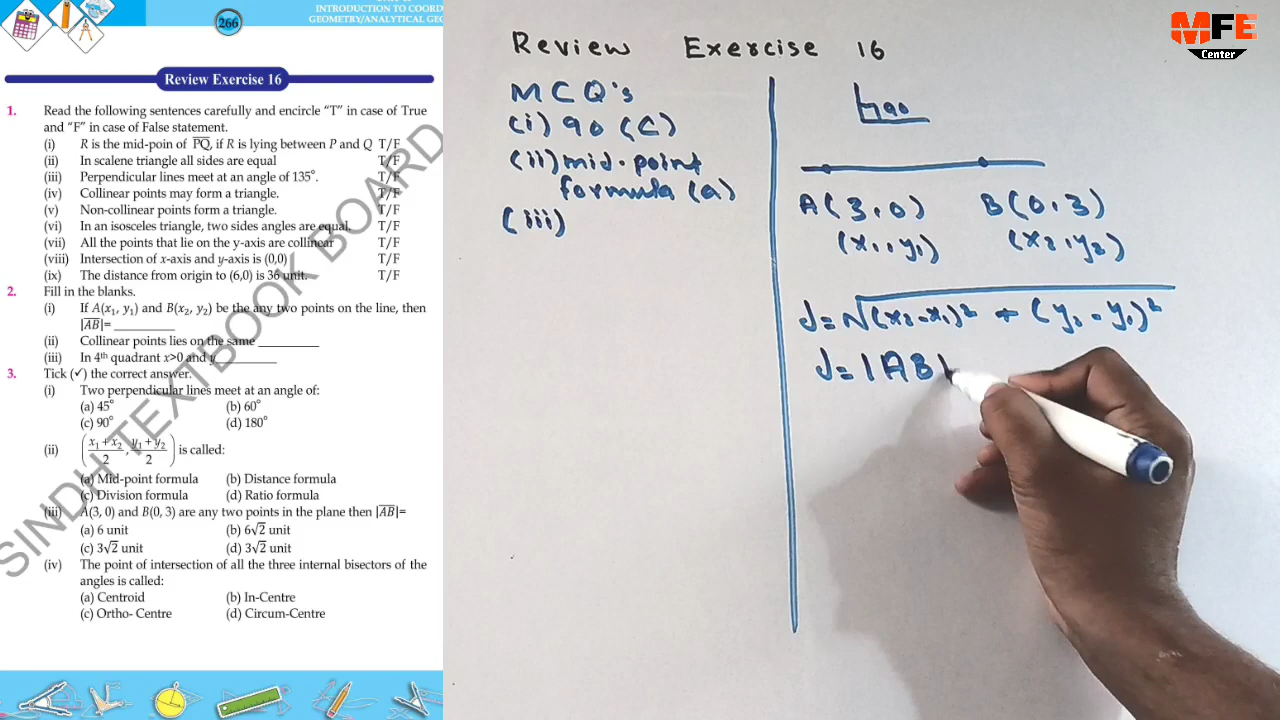 INTRODUCTION TO COORD
GEOMETRY/ANALYTICAL GEO
266
Review Exercise 16
1. Read the following sentences carefully and encircle “T” in case of True
and “F” in case of False statement.
(i) R is the mid-poin of PQ, if R is lying between P and Q T/F
(ii) In scalene triangle all sides are equal T/F
(iii) Perpendicular lines meet at an angle of 135°. T/F
(iv) Collinear points may form a triangle. T/F
(v) Non-collinear points form a triangle. T/F
(vi) In an isosceles triangle, two sides angles are equal. T/F
(vii) All the points that lie on the y-axis are collinear T/F
(viii) Intersection of x-axis and y-axis is (0,0) T/F
(ix) The distance from origin to (6,0) is 36 unit. T/F
2. Fill in the blanks.
(i) If A(x₁, y₁) and B(x₂, y₂) be the any two points on the line, then
|AB|= ________
(ii) Collinear points lies on the same ________
(iii) In 4th quadrant x>0 and y ________
3. Tick (✓) the correct answer.
(i) Two perpendicular lines meet at an angle of:
(a) 45° (b) 60°
(c) 90° (d) 180°
(ii) (x₁ + x₂/2, y₁ + y₂/2) is called:
(a) Mid-point formula (b) Distance formula
(c) Division formula (d) Ratio formula
(iii) A(3, 0) and B(0, 3) are any two points in the plane then |AB|=
(a) 6 unit (b) 6√2 unit
(c) 3√2 unit (d) 3√2 unit
(iv) The point of intersection of all the three internal bisectors of the
angles is called:
(a) Centroid (b) In-Centre
(c) Ortho- Centre (d) Circum-Centre
SINDH TEXTBOOK BOARD
Review Exercise 16
MCQ's
(i) 90 (C)
(ii) mid-point
formula (a)
(iii)
90
A(3,0) B(0,3)
(x₁,y₁) (x₂,y₂)
d=√(x₂-x₁)² + (y₂-y₁)²
d=|AB|
MFE
Center